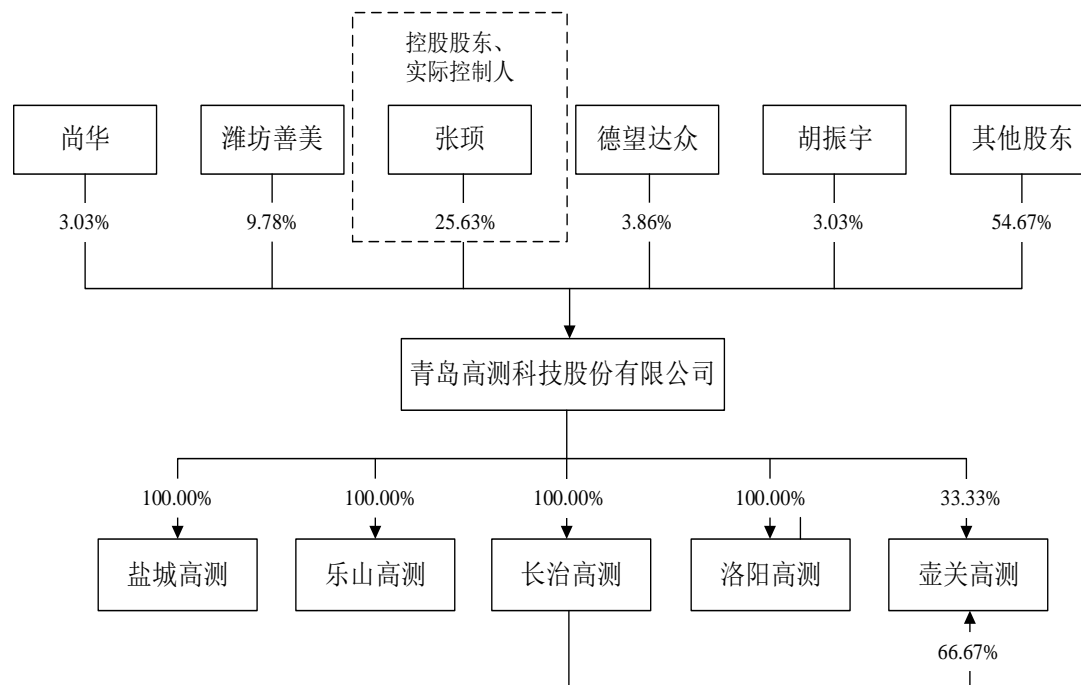 控股股东、
实际控制人
尚华
潍坊善美
张顼
德望达众
胡振宇
其他股东
3.03%
9.78%
25.63%
3.86%
3.03%
54.67%
青岛高测科技股份有限公司
100.00%
100.00%
100.00%
100.00%
33.33%
盐城高测
乐山高测
长治高测
洛阳高测
壶关高测
66.67%